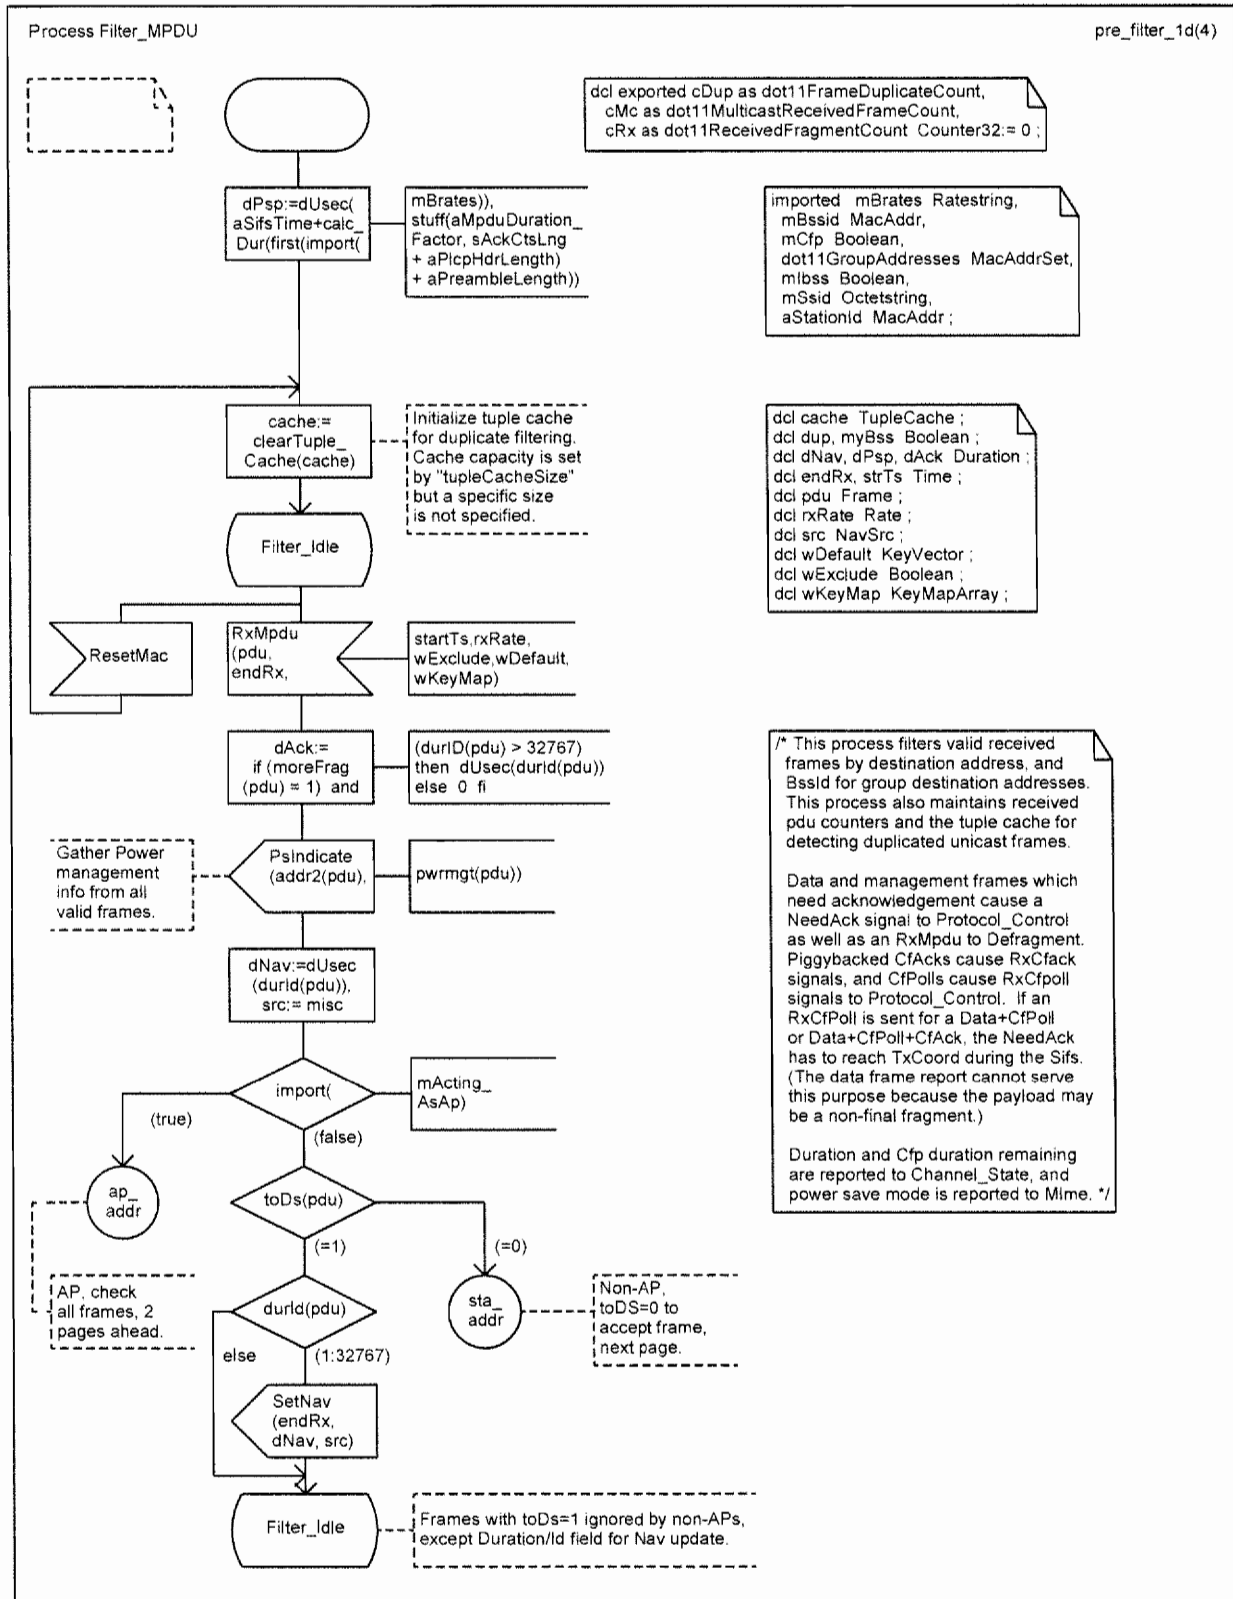 Process Filter_MPDU
pre_filter_1d(4)
dcl exported cDup as dot11FrameDuplicateCount,
cMc as dot11MulticastReceivedFrameCount,
cRx as dot11ReceivedFragmentCount Counter32:= 0 ;
dPsp:=dUsec(
aSifsTime+calc_
Dur(first(import(
mBrates)),
stuff(aMpduDuration_
Factor, sAckCtsLng
+ aPlcpHdrLength)
+ aPreambleLength))
imported mBrates Ratestring,
mBssid MacAddr,
mCfp Boolean,
dot11GroupAddresses MacAddrSet,
mIbss Boolean,
mSsid Octetstring,
aStationId MacAddr ;
cache:=
clearTuple_
Cache(cache)
Initialize tuple cache
for duplicate filtering.
Cache capacity is set
by "tupleCacheSize"
but a specific size
is not specified.
dcl cache TupleCache ;
dcl dup, myBss Boolean ;
dcl dNav, dPsp, dAck Duration ;
dcl endRx, strTs Time ;
dcl pdu Frame ;
dcl rxRate Rate ;
dcl src NavSrc ;
dcl wDefault KeyVector ;
dcl wExclude Boolean ;
dcl wKeyMap KeyMapArray ;
Filter_Idle
ResetMac
RxMpdu
(pdu,
endRx,
startTs,rxRate,
wExclude,wDefault,
wKeyMap)
dAck:=
if (moreFrag
(pdu) = 1) and
(durID(pdu) > 32767)
then dUsec(durId(pdu))
else 0 fi
/* This process filters valid received
frames by destination address, and
BssId for group destination addresses.
This process also maintains received
pdu counters and the tuple cache for
detecting duplicated unicast frames.
Data and management frames which
need acknowledgement cause a
NeedAck signal to Protocol_Control
as well as an RxMpdu to Defragment.
Piggybacked CfAcks cause RxCfack
signals, and CfPolls cause RxCfpoll
signals to Protocol_Control. If an
RxCfPoll is sent for a Data+CfPoll
or Data+CfPoll+CfAck, the NeedAck
has to reach TxCoord during the Sifs.
(The data frame report cannot serve
this purpose because the payload may
be a non-final fragment.)
Duration and Cfp duration remaining
are reported to Channel_State, and
power save mode is reported to Mlme. */
Gather Power
management
info from all
valid frames.
PsIndicate
(addr2(pdu),
pwrmgt(pdu))
dNav:=dUsec
(durId(pdu)),
src:= misc
import(
mActing_
AsAp)
(true)
(false)
ap_
addr
toDs(pdu)
(=1)
(=0)
AP, check
all frames, 2
pages ahead.
durId(pdu)
sta_
addr
Non-AP,
toDS=0 to
accept frame,
next page.
else
(1:32767)
SetNav
(endRx,
dNav, src)
Filter_Idle
Frames with toDs=1 ignored by non-APs,
except Duration/Id field for Nav update.